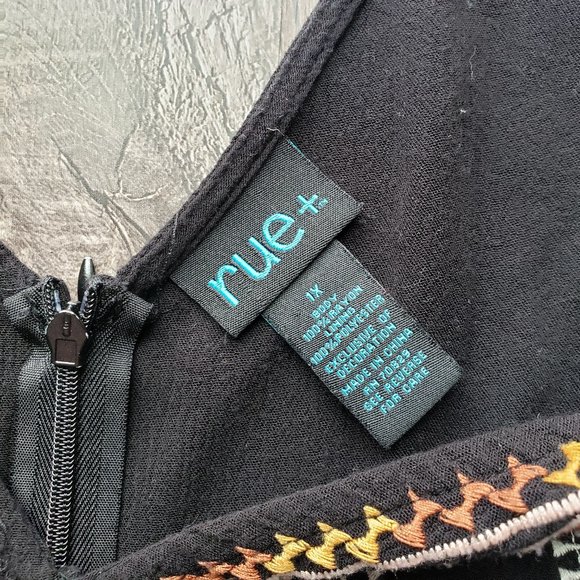 rue+
1X
BODY
100%RAYON
LINING
100%POLYESTER
EXCLUSIVE OF
DECORATION
MADE IN CHINA
RN 70829
SEE REVERSE
FOR CARE